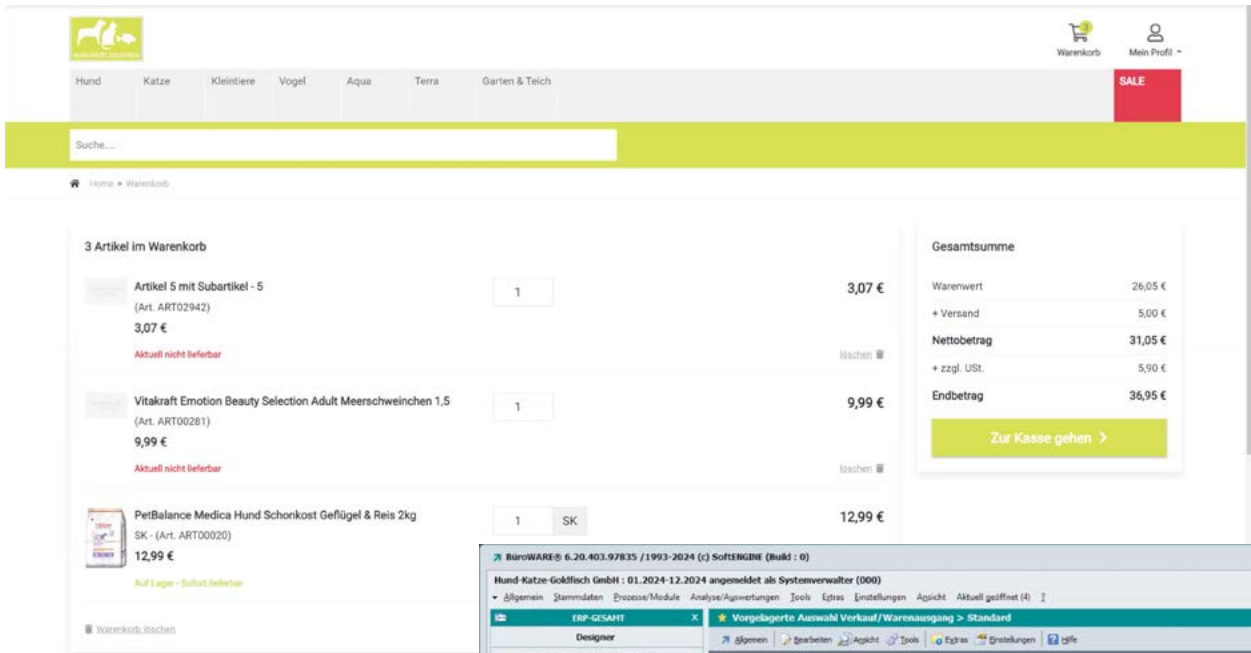 Warenkorb
Mein Profil
Hund Katze Kleintiere Vogel Aqua Terra Garten & Teich SALE
Suche....
Home » Warenkorb
3 Artikel im Warenkorb
Artikel 5 mit Subartikel - 5
(Art. ART02942)
3,07 €
Aktuell nicht lieferbar
1
3,07 €
löschen
Vitakraft Emotion Beauty Selection Adult Meerschweinchen 1,5
(Art. ART00281)
9,99 €
Aktuell nicht lieferbar
1
9,99 €
löschen
PetBalance Medica Hund Schonkost Geflügel & Reis 2kg
SK - (Art. ART00020)
12,99 €
Auf Lager - Sofort lieferbar
1 SK
12,99 €
Warenkorb löschen
Gesamtsumme
Warenwert 26,05 €
+ Versand 5,00 €
Nettobetrag 31,05 €
+ zzgl. USt. 5,90 €
Endbetrag 36,95 €
Zur Kasse gehen
BüroWARE® 6.20.403.97835 /1993-2024 (c) SoftENGINE (Build : 0)
Hund-Katze-Goldfisch GmbH : 01.2024-12.2024 angemeldet als Systemverwalter (000)
Allgemein Stammdaten Prozesse/Module Analyse/Auswertungen Tools Extras Einstellungen Ansicht Aktuell geöffnet (4) ?
ERP-GESAMT X
Vorgelagerte Auswahl Verkauf/Warenausgang > Standard
Designer
Allgemein Bearbeiten Ansicht Tools Extras Einstellungen Hilfe